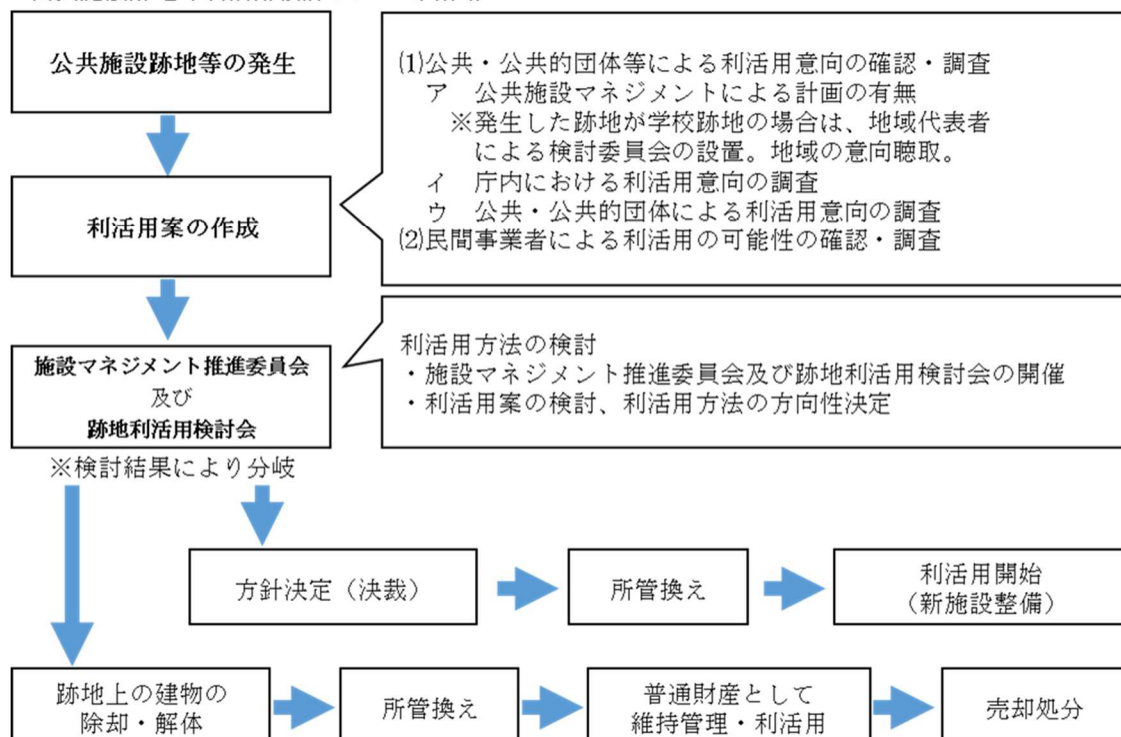 公共施設跡地等の発生
⑴公共・公共的団体等による利活用意向の確認・調査
ア 公共施設マネジメントによる計画の有無
※発生した跡地が学校跡地の場合は、地域代表者
による検討委員会の設置。地域の意向聴取。
イ 庁内における利活用意向の調査
ウ 公共・公共的団体による利活用意向の調査
⑵民間事業者による利活用の可能性の確認・調査
利活用案の作成
施設マネジメント推進委員会
及び
跡地利活用検討会
利活用方法の検討
・施設マネジメント推進委員会及び跡地利活用検討会の開催
・利活用案の検討、利活用方法の方向性決定
※検討結果により分岐
方針決定（決裁）
所管換え
利活用開始
（新施設整備）
跡地上の建物の
除却・解体
所管換え
普通財産として
維持管理・利活用
売却処分